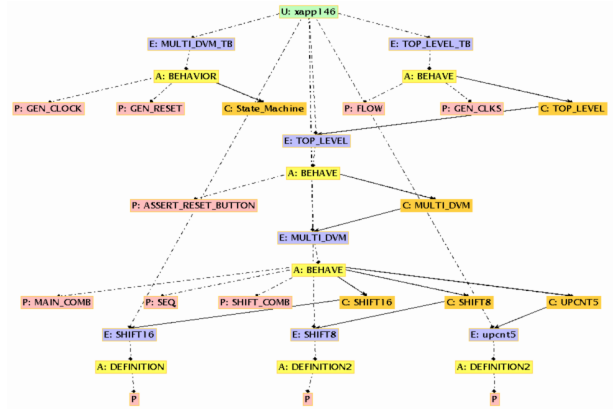 U: xapp146
E: MULTI_DVM_TB
E: TOP_LEVEL_TB
A: BEHAVIOR
A: BEHAVE
P: GEN_CLOCK
P: GEN_RESET
C: State_Machine
P: FLOW
P: GEN_CLKS
C: TOP_LEVEL
E: TOP_LEVEL
A: BEHAVE
P: ASSERT_RESET_BUTTON
C: MULTI_DVM
E: MULTI_DVM
A: BEHAVE
P: MAIN_COMB
P: SEQ
P: SHIFT_COMB
C: SHIFT16
C: SHIFT8
C: UPCNT5
E: SHIFT16
E: SHIFT8
E: upcnt5
A: DEFINITION
A: DEFINITION2
A: DEFINITION2
P
P
P